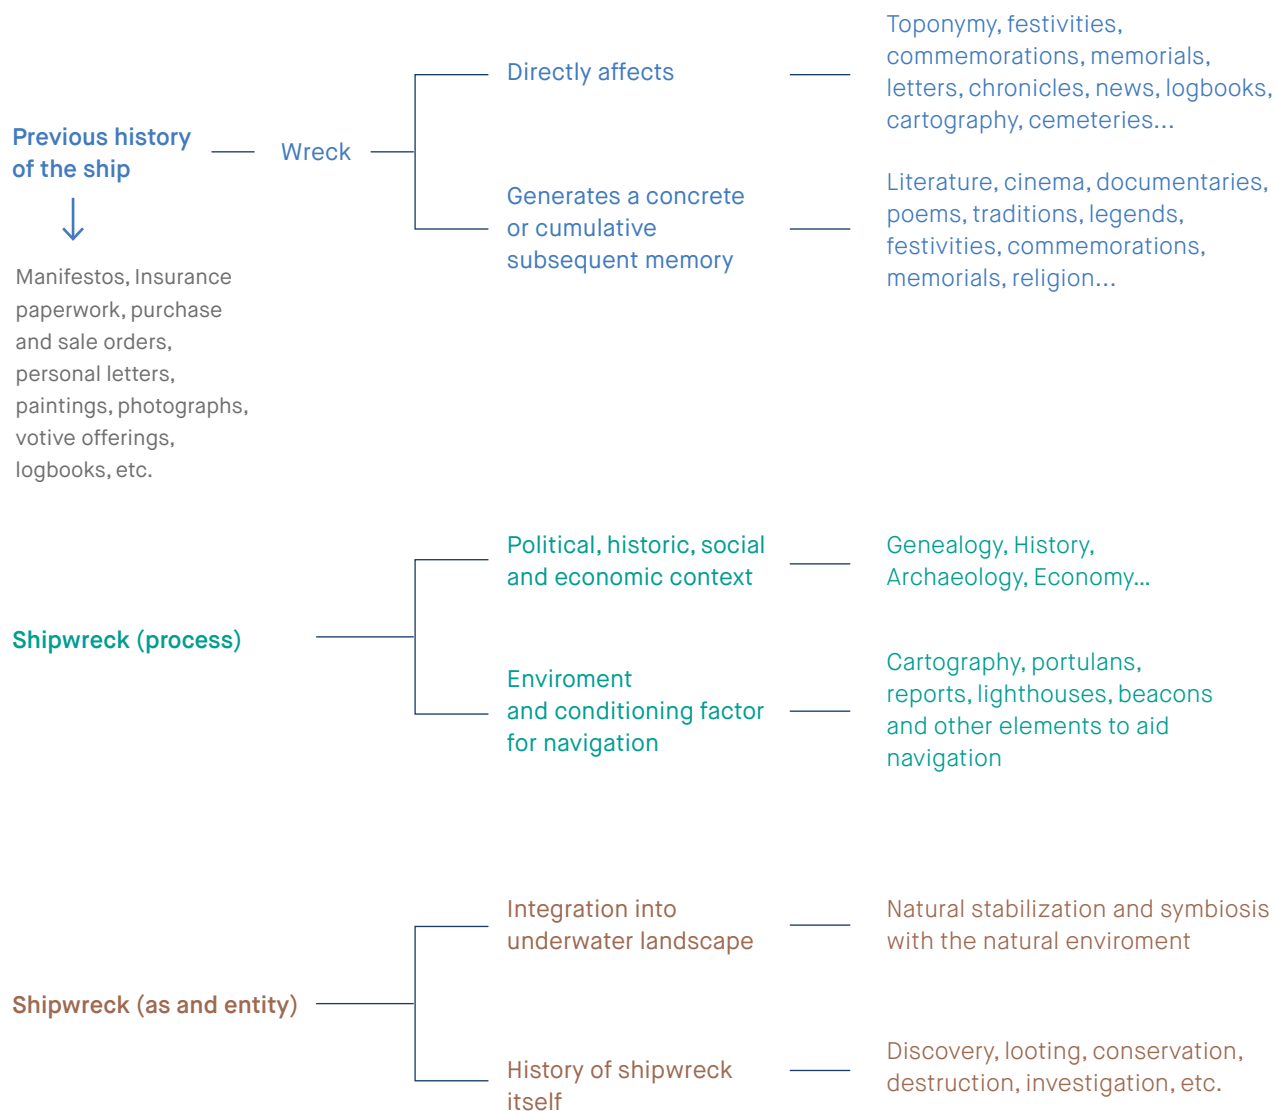 Previous history
of the ship
Manifestos, Insurance
paperwork, purchase
and sale orders,
personal letters,
paintings, photographs,
votive offerings,
logbooks, etc.
Wreck
Directly affects
Toponymy, festivities,
commemorations, memorials,
letters, chronicles, news, logbooks,
cartography, cemeteries...
Generates a concrete
or cumulative
subsequent memory
Literature, cinema, documentaries,
poems, traditions, legends,
festivities, commemorations,
memorials, religion...
Shipwreck (process)
Political, historic, social
and economic context
Genealogy, History,
Archaeology, Economy...
Enviroment
and conditioning factor
for navigation
Cartography, portulans,
reports, lighthouses, beacons
and other elements to aid
navigation
Shipwreck (as and entity)
Integration into
underwater landscape
Natural stabilization and symbiosis
with the natural enviroment
History of shipwreck
itself
Discovery, looting, conservation,
destruction, investigation, etc.